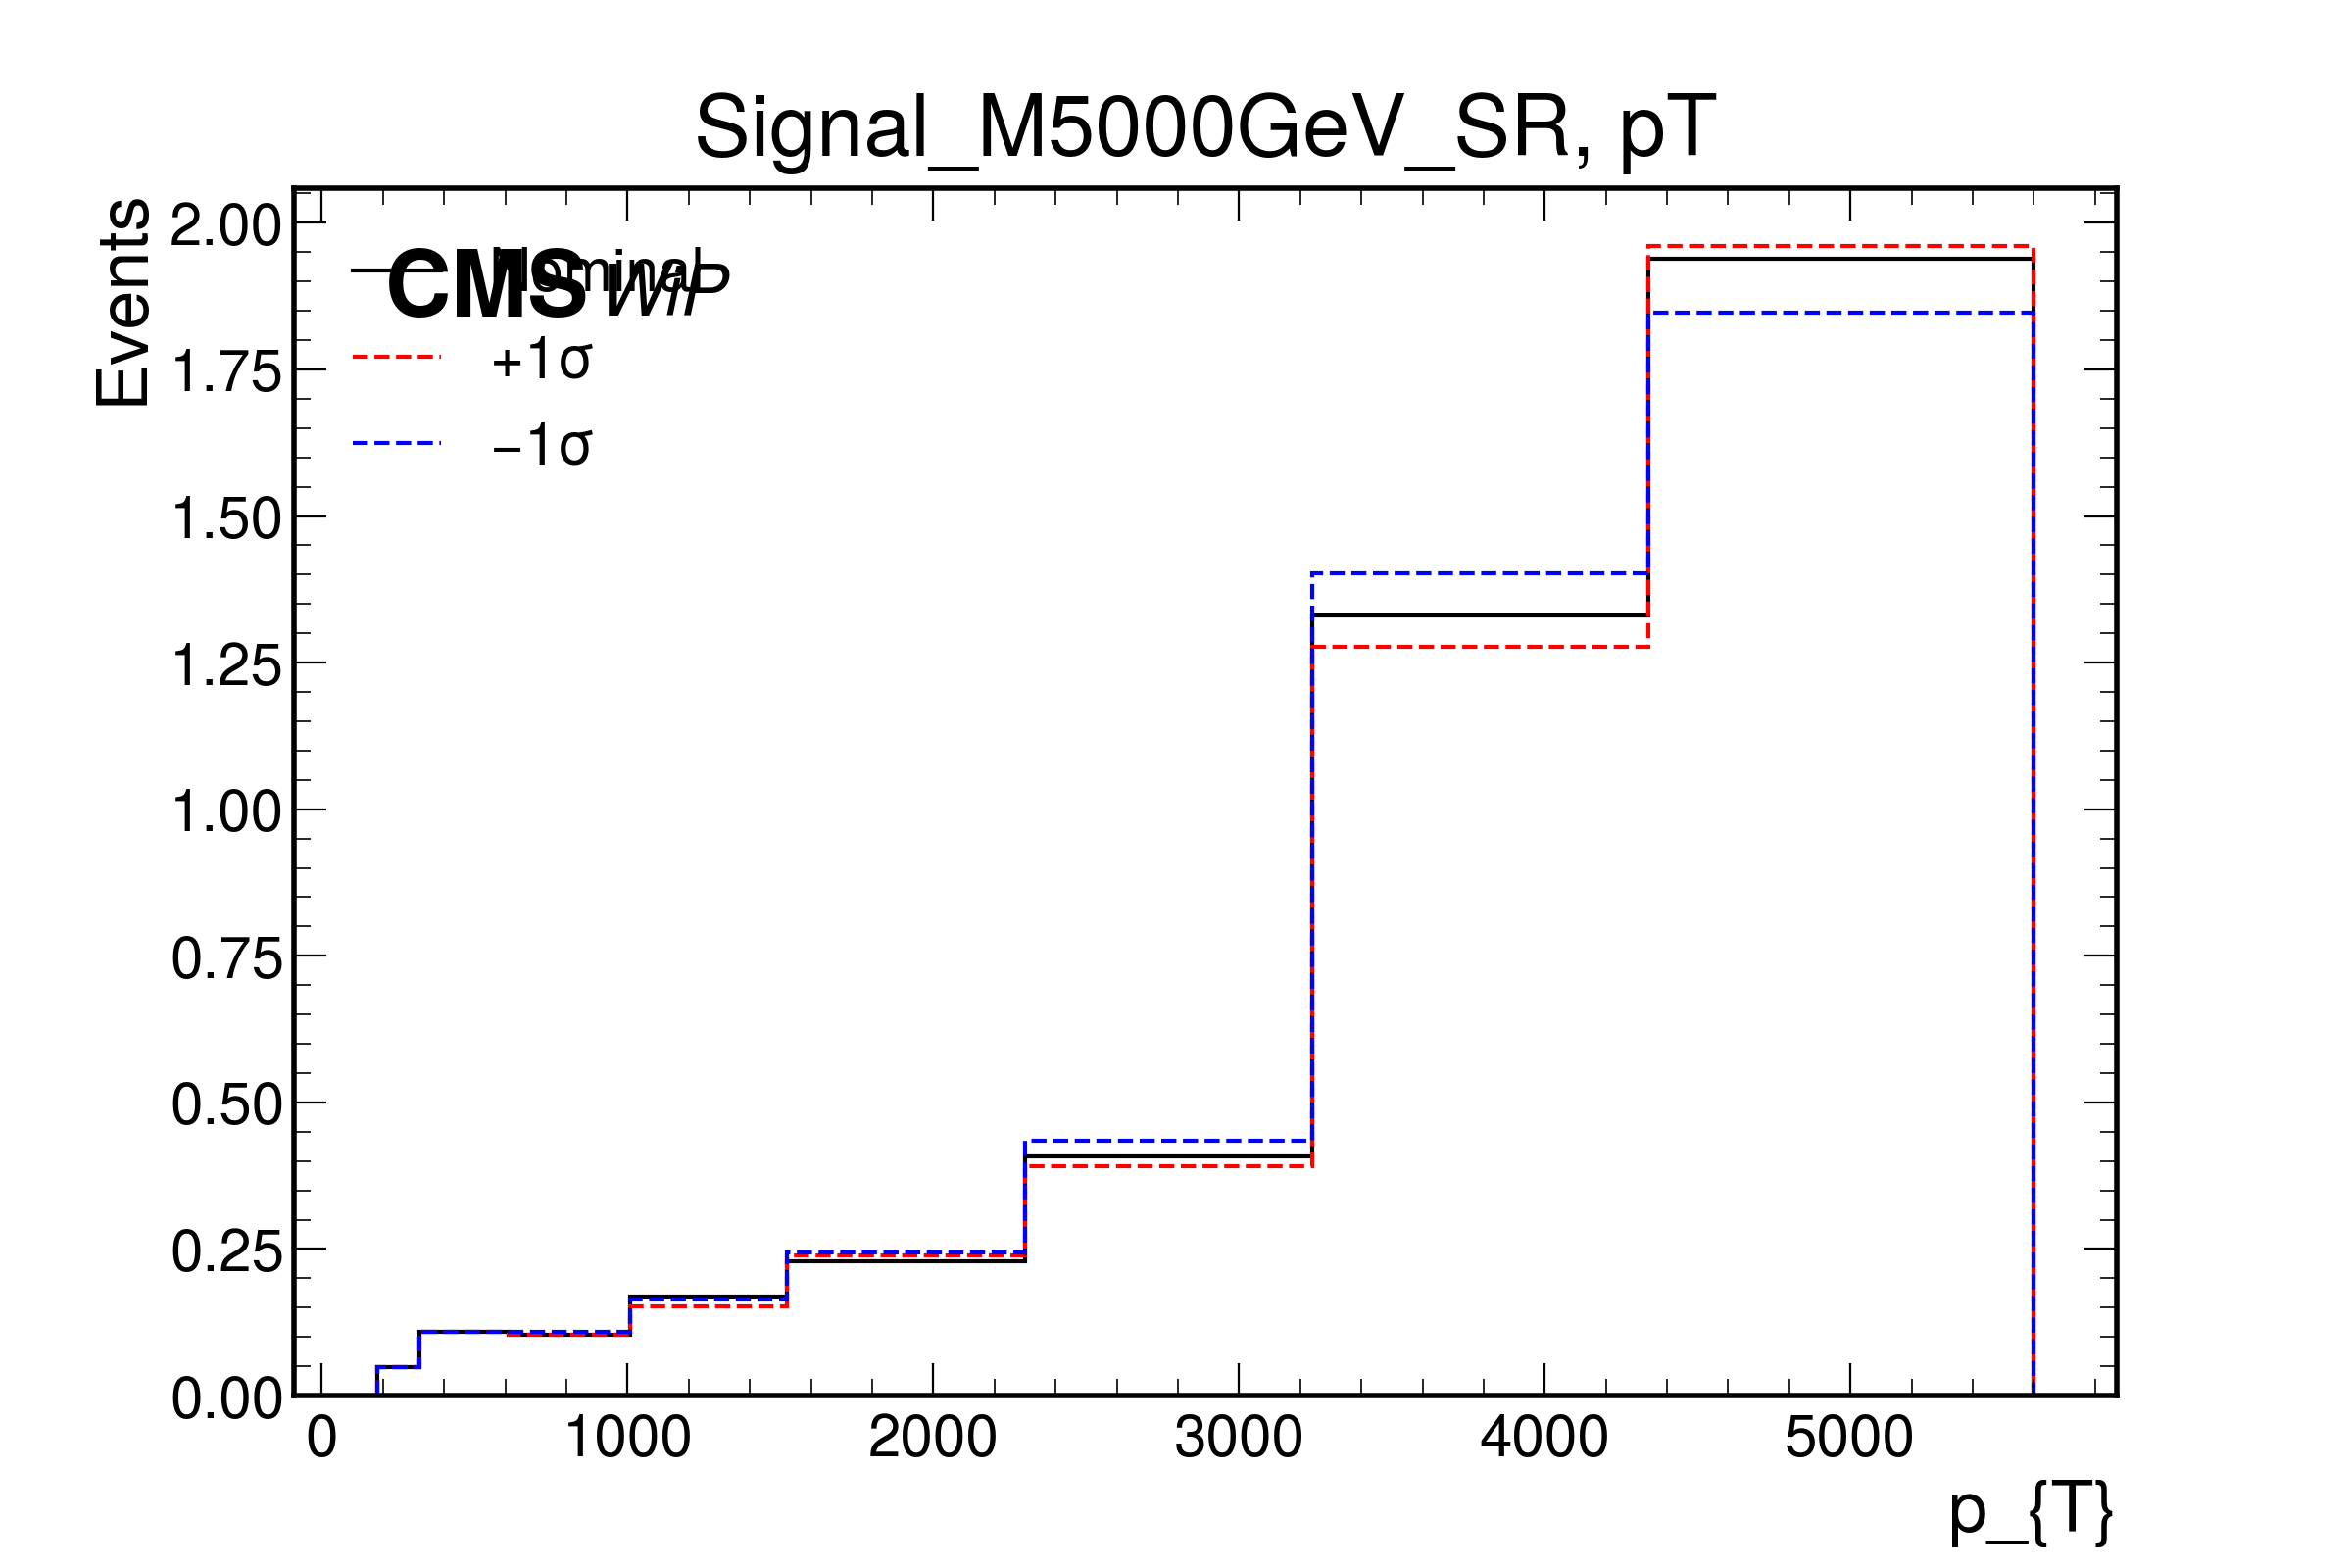 Signal_M5000GeV_SR, pT
Events
2.00
1.75
1.50
1.25
1.00
0.75
0.50
0.25
0.00
CMS WiP
Nominal
+1σ
−1σ
0 1000 2000 3000 4000 5000
p_{T}